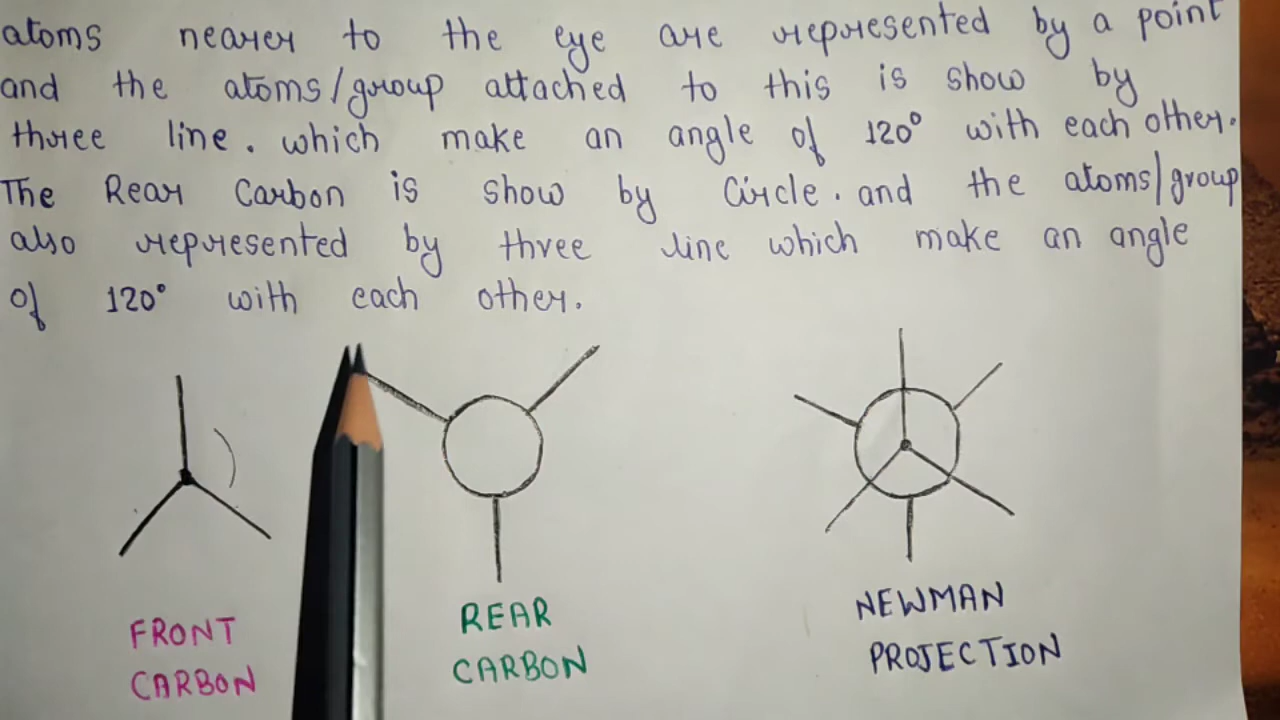 atoms nearer to the eye are represented by a point
and the atoms/group attached to this is show by
three line. which make an angle of 120° with each other.
The Rear Carbon is show by Circle. and the atoms/group
also represented by three line which make an angle
of 120° with each other.
FRONT
CARBON
REAR
CARBON
NEWMAN
PROJECTION